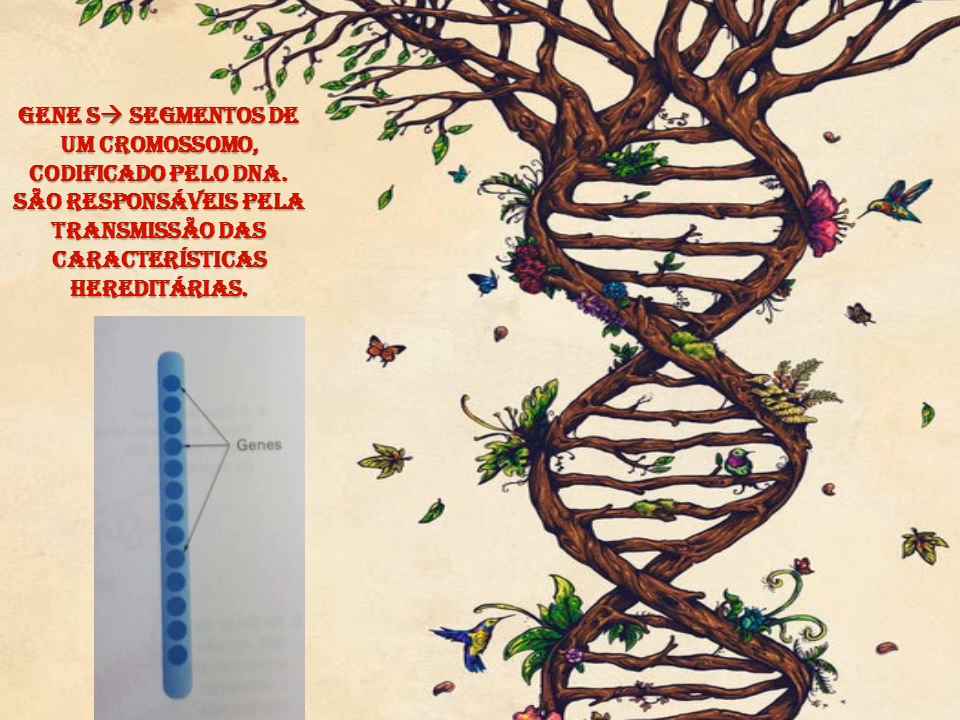 GENE S→ SEGMENTOS DE
UM CROMOSSOMO,
CODIFICADO PELO DNA.
SÃO RESPONSÁVEIS PELA
TRANSMISSÃO DAS
CARACTERÍSTICAS
HEREDITÁRIAS.
Genes